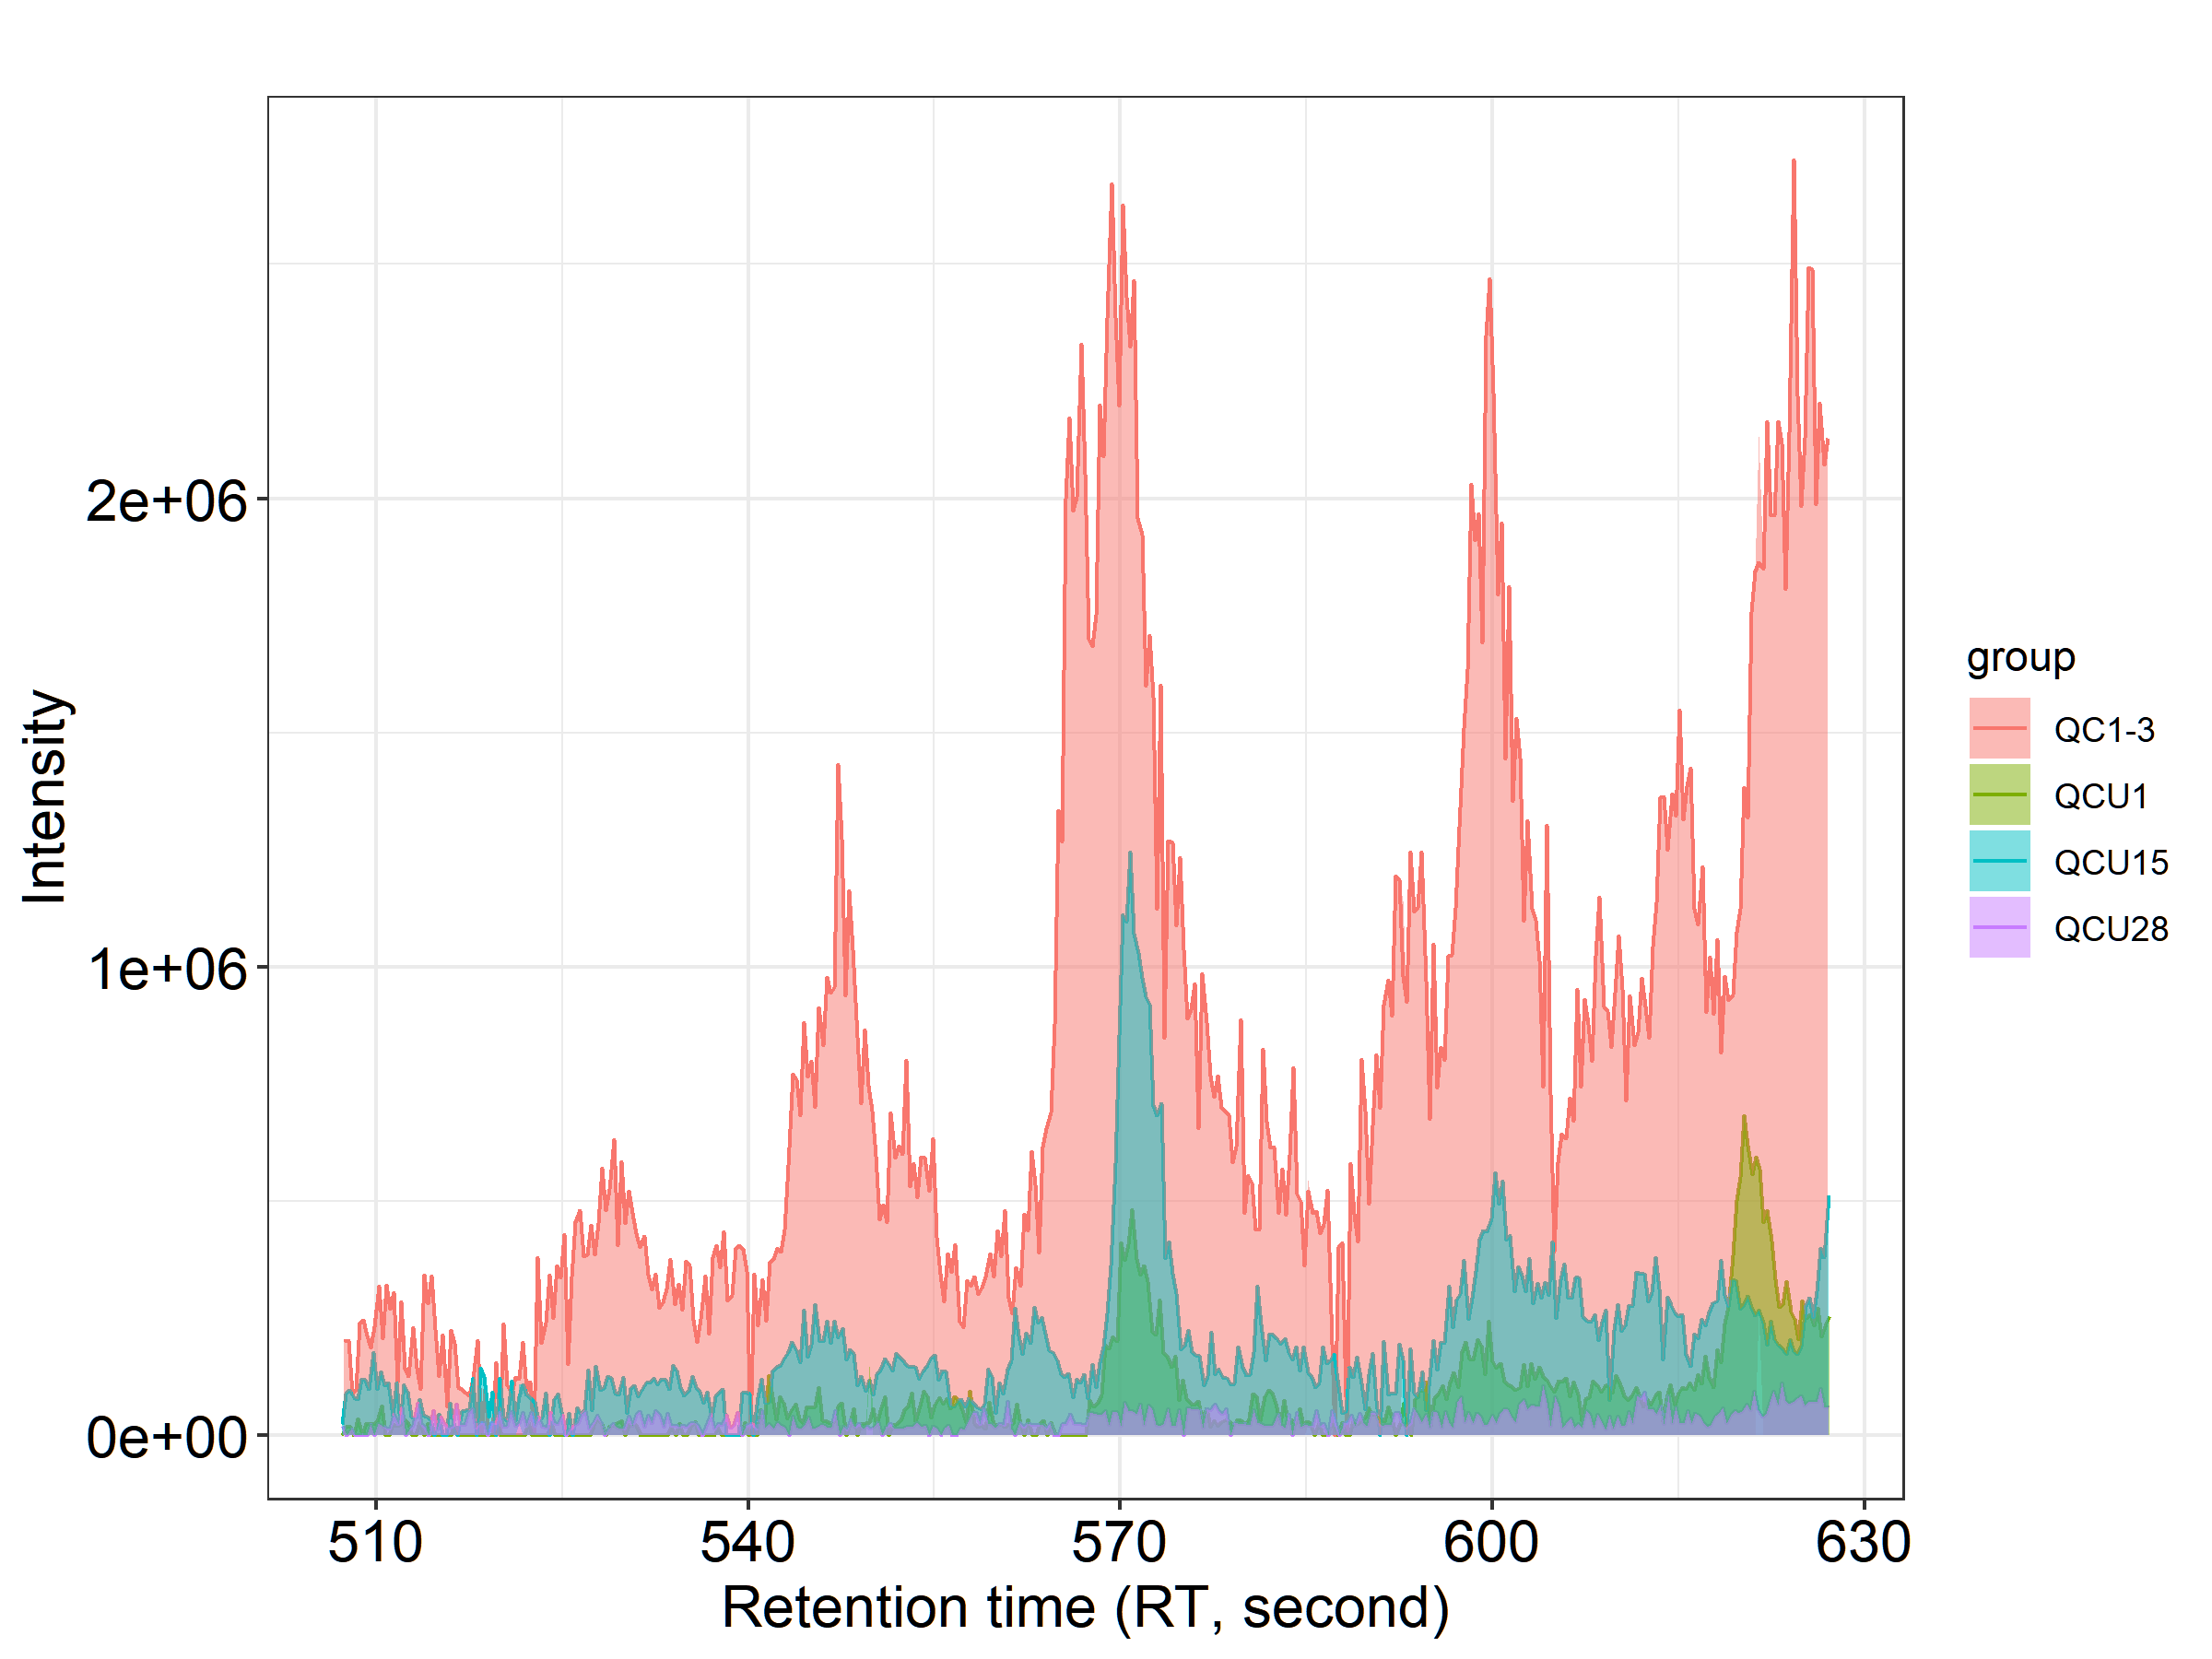 Intensity
2e+06
1e+06
0e+00
510 540 570 600 630
Retention time (RT, second)
group
QC1-3
QCU1
QCU15
QCU28